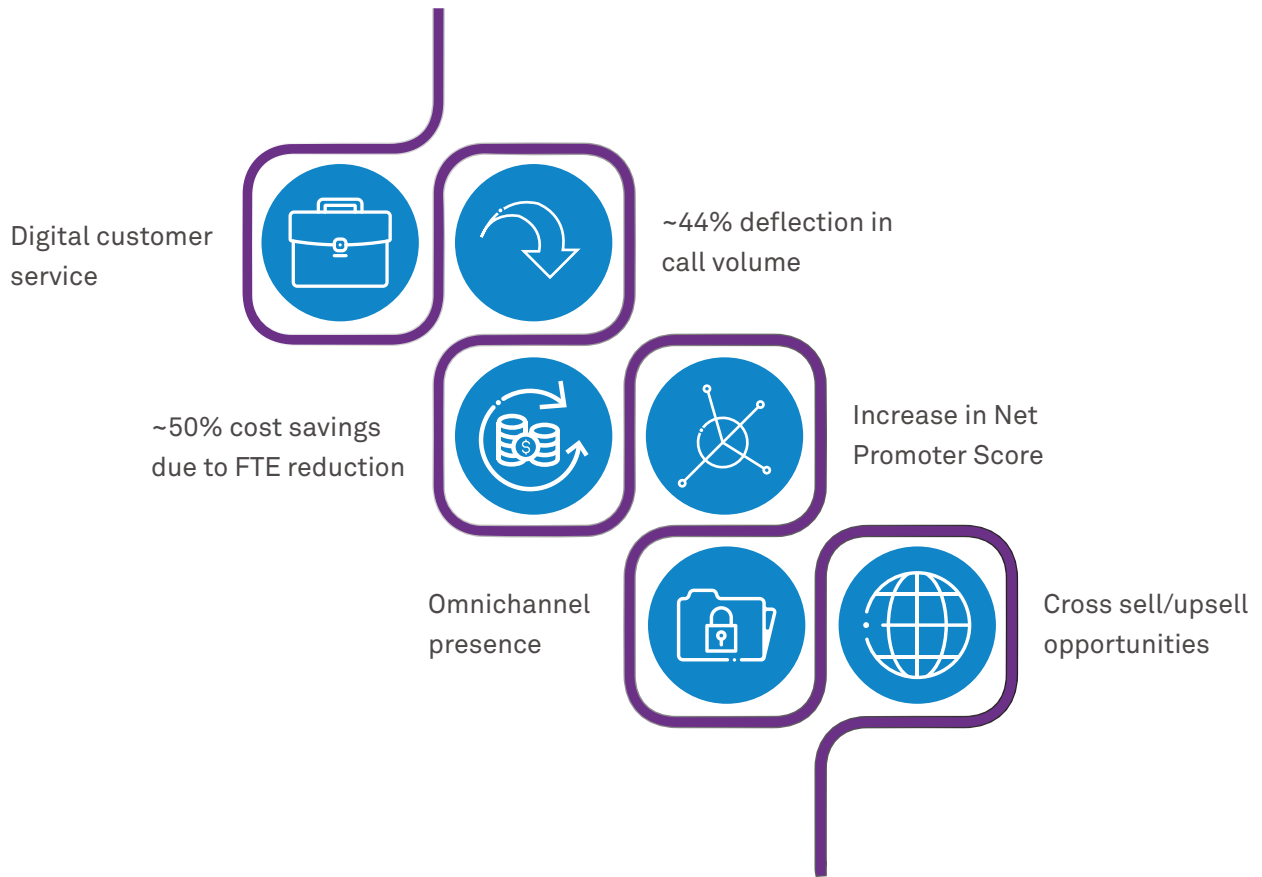 Digital customer
service
~44% deflection in
call volume
~50% cost savings
due to FTE reduction
$
Increase in Net
Promoter Score
Omnichannel
presence
Cross sell/upsell
opportunities